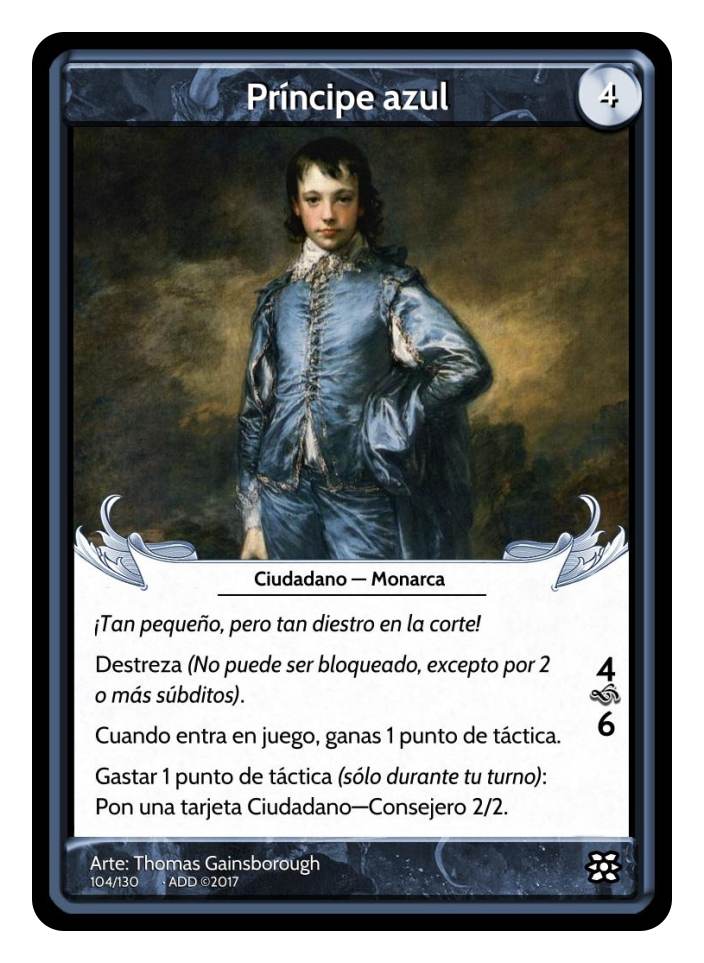 Príncipe azul
4
Ciudadano — Monarca
¡Tan pequeño, pero tan diestro en la corte!
Destreza (No puede ser bloqueado, excepto por 2
o más súbditos).
4
6
Cuando entra en juego, ganas 1 punto de táctica.
Gastar 1 punto de táctica (sólo durante tu turno):
Pon una tarjeta Ciudadano—Consejero 2/2.
Arte: Thomas Gainsborough
104/130 · ADD ©2017